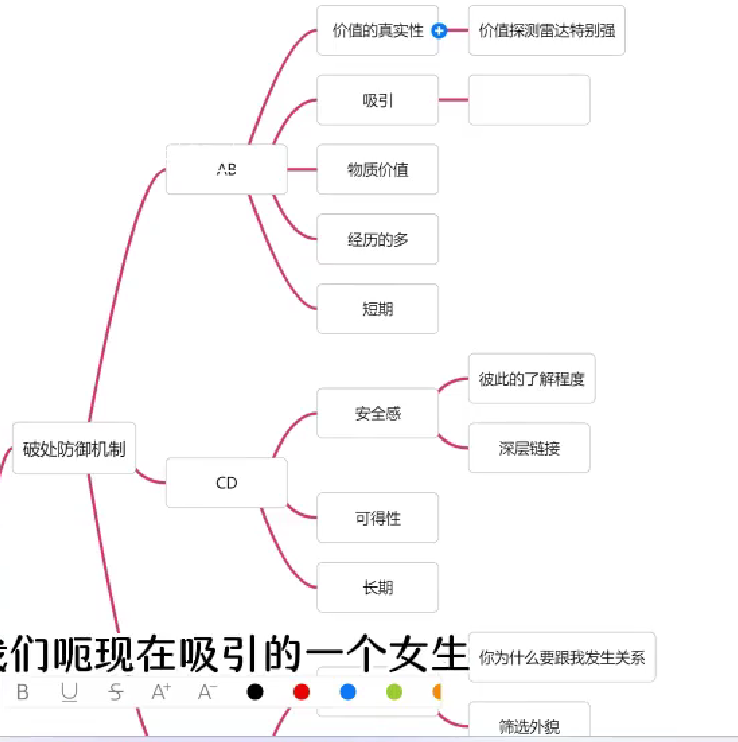 价值的真实性
价值探测雷达特别强
吸引
AB
物质价值
经历的多
短期
彼此的了解程度
安全感
深层链接
破处防御机制
CD
可得性
长期
我们呃现在吸引的一个女生
你为什么要跟我发生关系
B U S A+ A-
筛选外貌